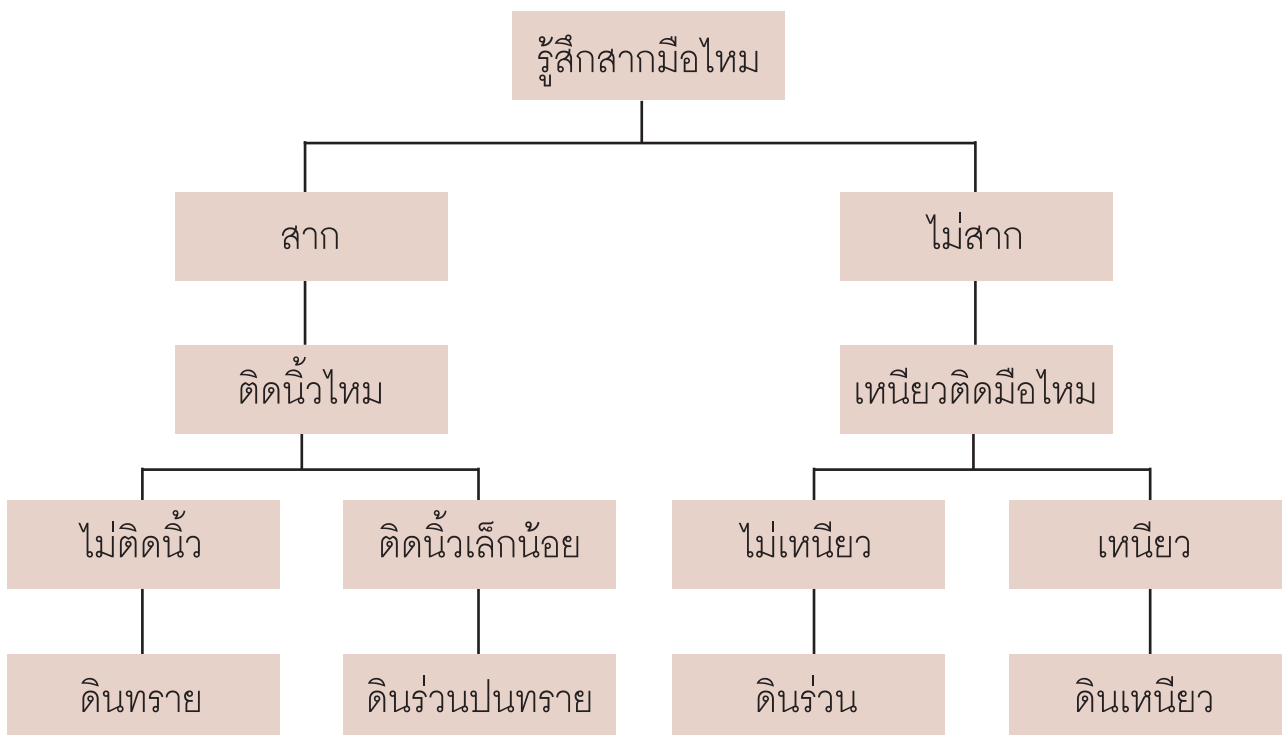 รู้สึกสากมือไหม
สาก
ไม่สาก
ติดนิ้วไหม
เหนียวติดมือไหม
ไม่ติดนิ้ว
ติดนิ้วเล็กน้อย
ไม่เหนียว
เหนียว
ดินทราย
ดินร่วนปนทราย
ดินร่วน
ดินเหนียว